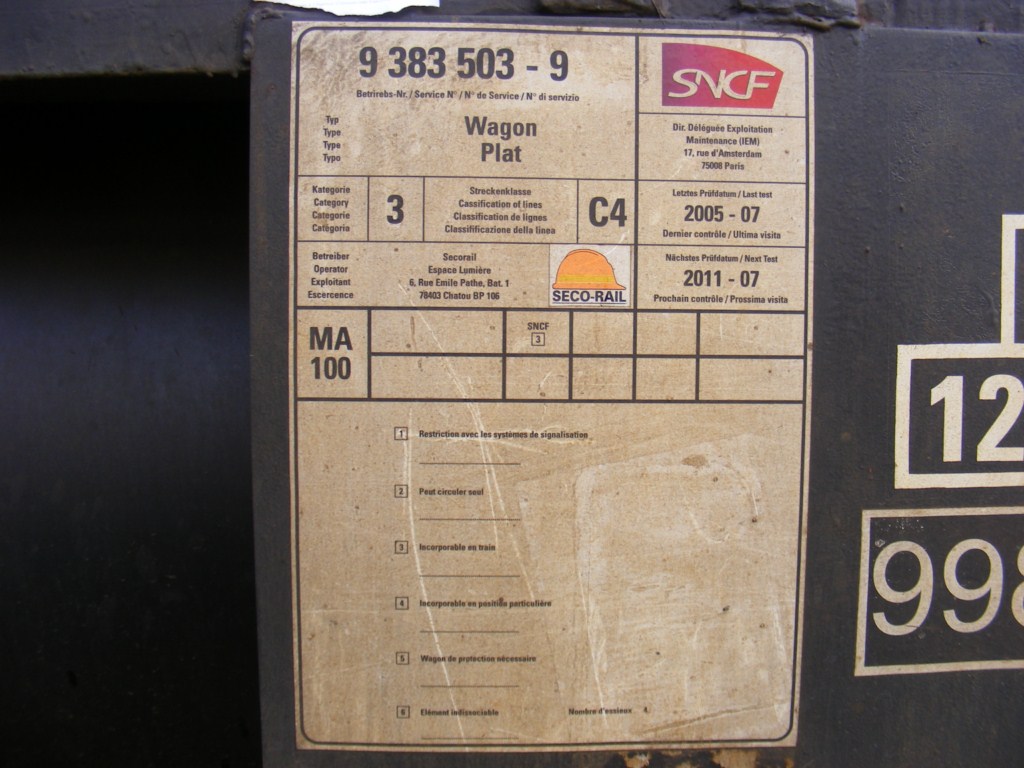 9 383 503 - 9
Betriebs-Nr. / Service N° / N° de Service / N° di servizio
Typ
Type
Type
Typo
Wagon
Plat
SNCF
Dir. Déléguée Exploitation
Maintenance (IEM)
17, rue d'Amsterdam
75008 Paris
Kategorie
Category
Categorie
Categoria
3
Streckenklasse
Cassification of lines
Classification de lignes
Classifificazione della linea
C4
Letztes Prüfdatum / Last test
2005 - 07
Dernier contrôle / Ultima visita
Betreiber
Operator
Exploitant
Escercence
Secorail
Espace Lumière
6, Rue Emile Pathe, Bat. 1
78403 Chatou BP 106
SECO-RAIL
Nächstes Prüfdatum / Next Test
2011 - 07
Prochain contrôle / Prossima visita
MA
100
SNCF
3
1 Restriction avec les systèmes de signalisation
2 Peut circuler seul
3 Incorporable en train
4 Incorporable en position particulière
5 Wagon de protection nécessaire
6 Elément indissociable
Nombre d'essieux 4
12
998